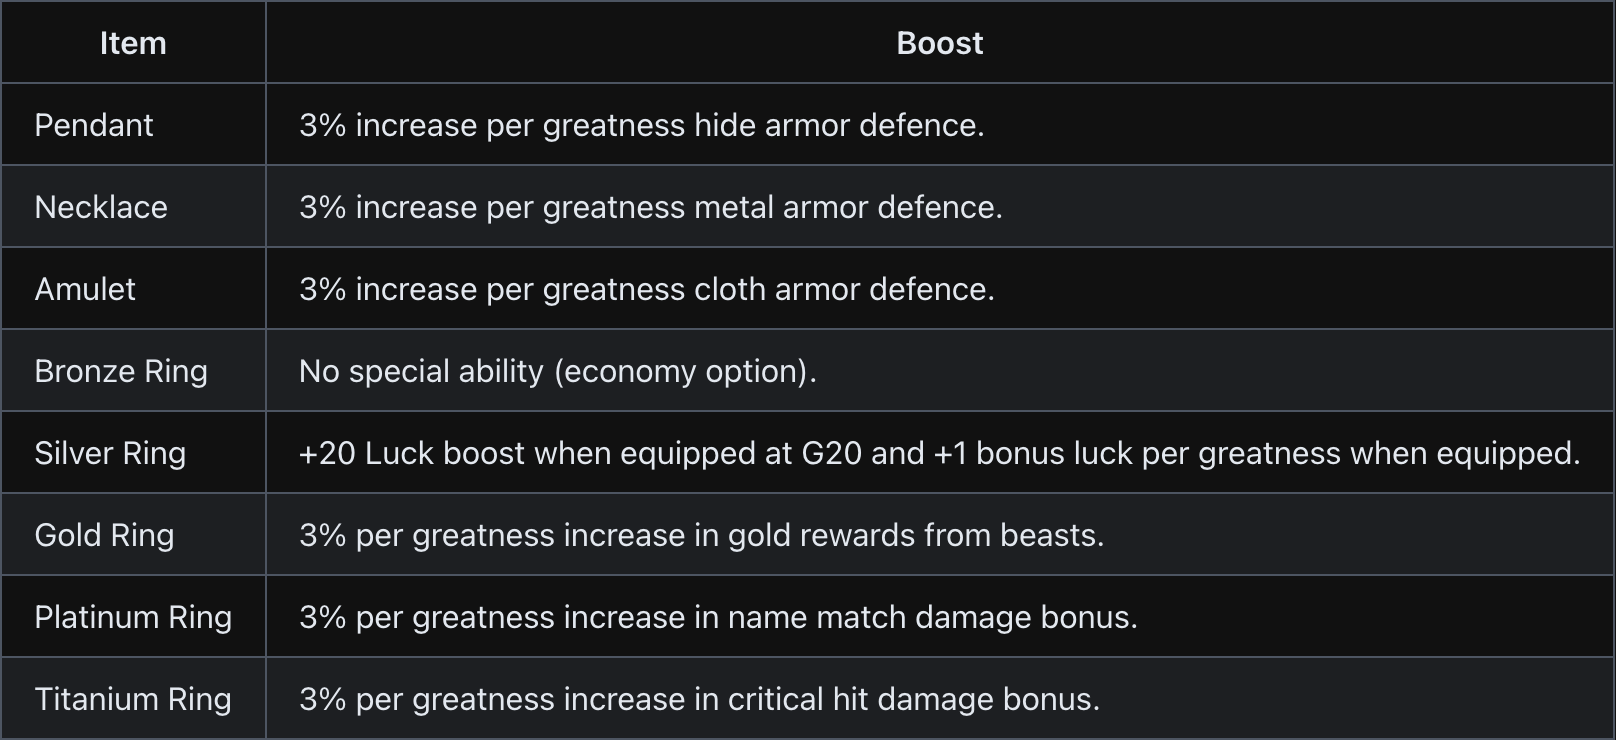 Item Boost
Pendant 3% increase per greatness hide armor defence.
Necklace 3% increase per greatness metal armor defence.
Amulet 3% increase per greatness cloth armor defence.
Bronze Ring No special ability (economy option).
Silver Ring +20 Luck boost when equipped at G20 and +1 bonus luck per greatness when equipped.
Gold Ring 3% per greatness increase in gold rewards from beasts.
Platinum Ring 3% per greatness increase in name match damage bonus.
Titanium Ring 3% per greatness increase in critical hit damage bonus.